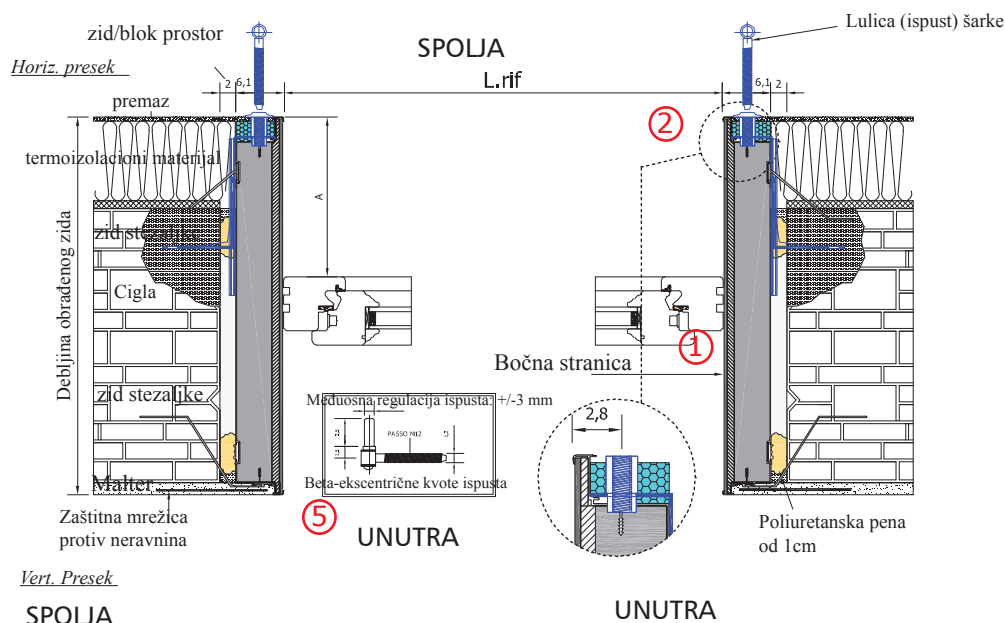 zid/blok prostor
SPOLJA
Lulica (ispust) šarke
Horiz. presek
2
6,1
L.rif
6,1
2
premaz
②
termoizolacioni materijal
A
zid stezaljke
Debljina obrađenog zida
Cigla
①
Bočna stranica
zid stezaljke
Međuosna regulacija ispusta: +/-3 mm
2,8
PASSO M12
Malter
Beta-ekscentrične kvote ispusta
⑤
Zaštitna mrežica
protiv neravnina
UNUTRA
Poliuretanska pena
od 1cm
Vert. Presek
SPOLJA
UNUTRA